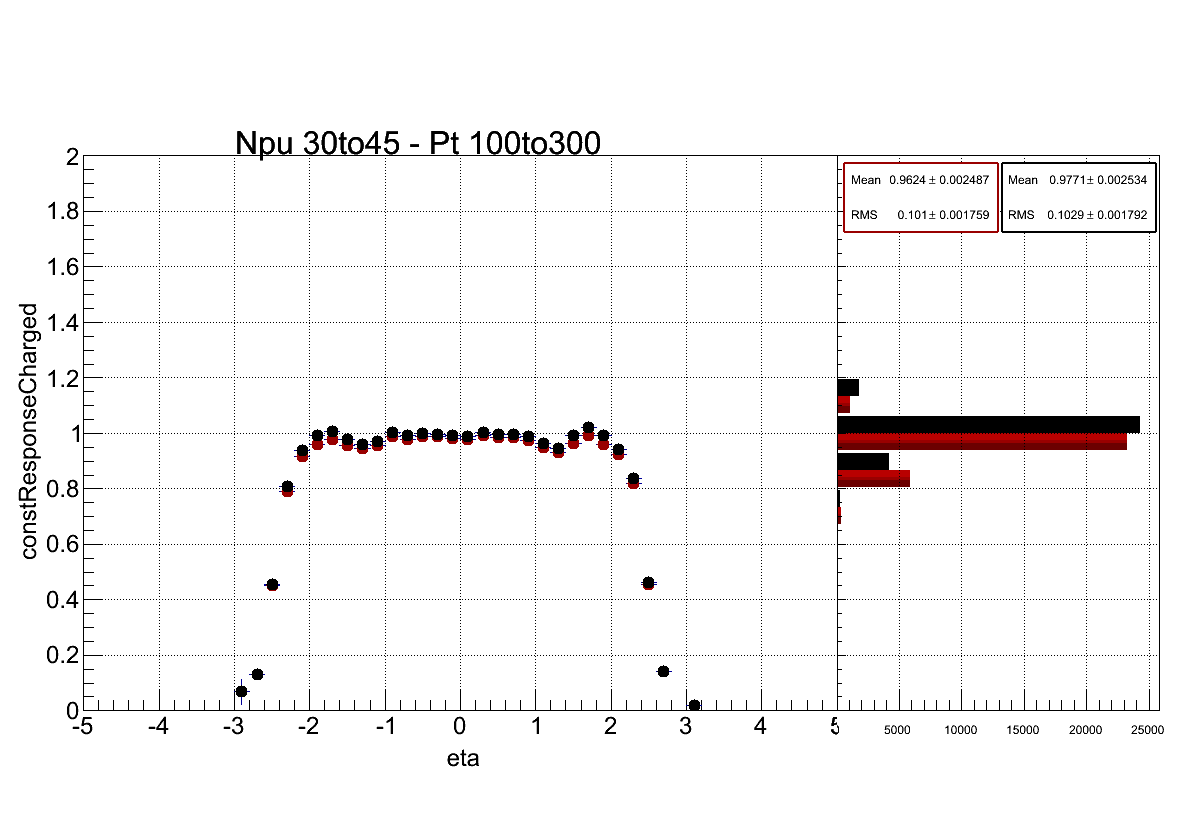 Npu 30to45 - Pt 100to300
Mean 0.9624 ± 0.002487
RMS 0.101 ± 0.001759
Mean 0.9771 ± 0.002534
RMS 0.1029 ± 0.001792
constResponseCharged
2
1.8
1.6
1.4
1.2
1
0.8
0.6
0.4
0.2
0
-5 -4 -3 -2 -1 0 1 2 3 4 5
5000 10000 15000 20000 25000
eta